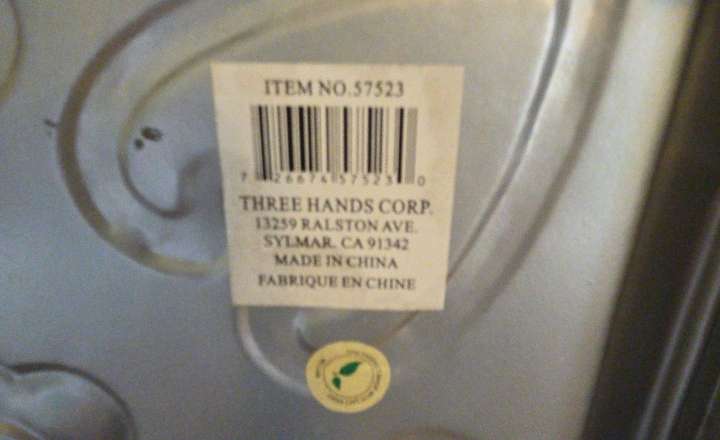 ITEM NO.57523
7 26674 57523 0
THREE HANDS CORP.
13259 RALSTON AVE.
SYLMAR. CA 91342
MADE IN CHINA
FABRIQUE EN CHINE